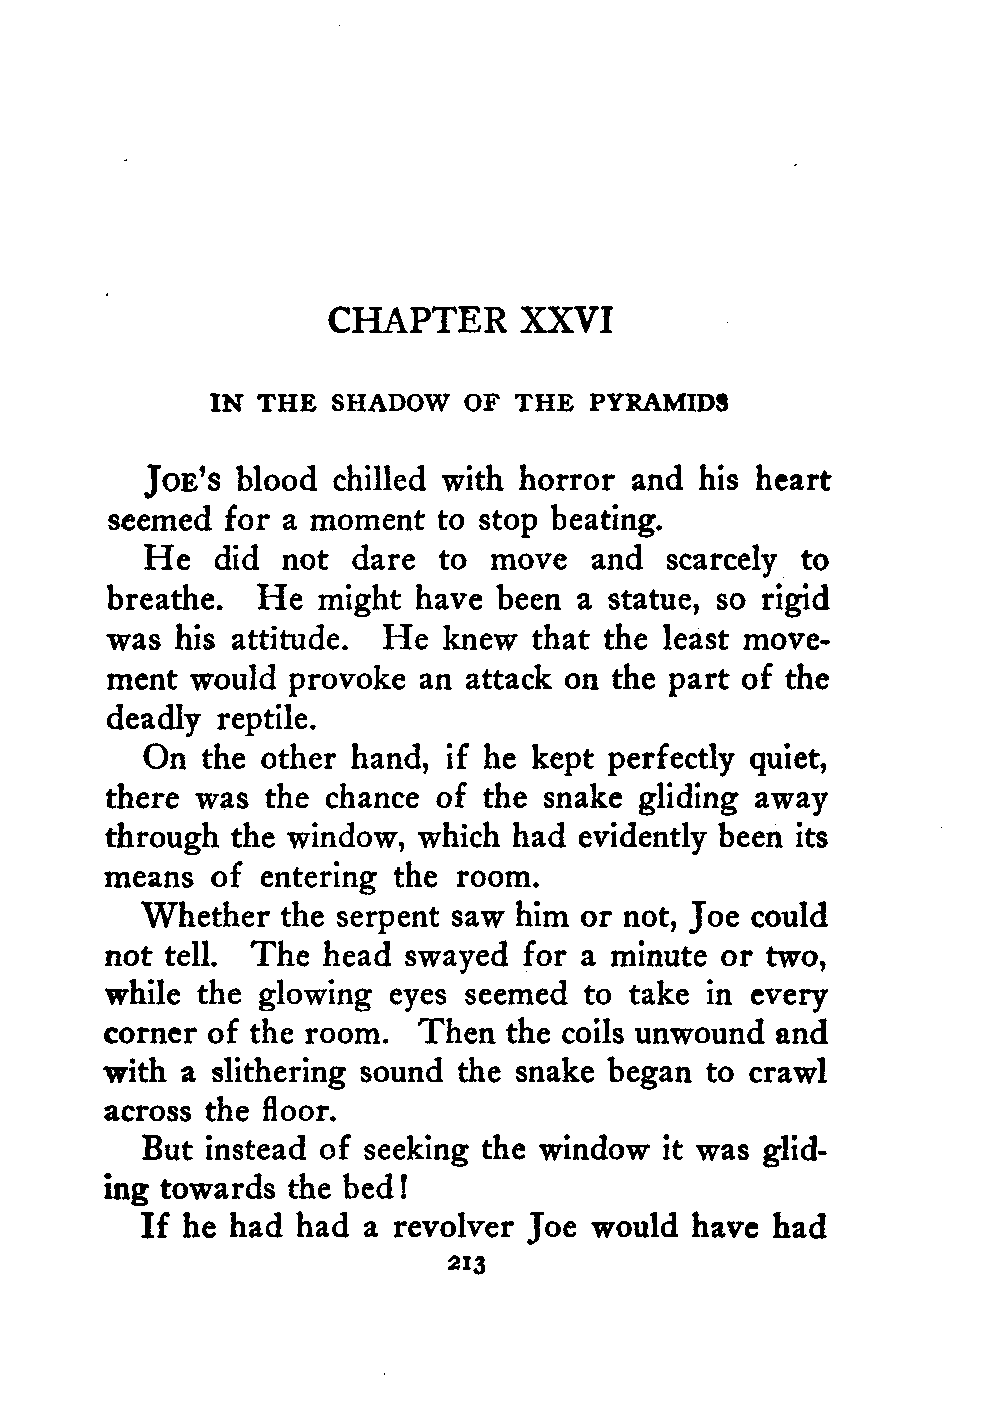 CHAPTER XXVI
IN THE SHADOW OF THE PYRAMIDS
JOE'S blood chilled with horror and his heart
seemed for a moment to stop beating.
He did not dare to move and scarcely to
breathe. He might have been a statue, so rigid
was his attitude. He knew that the least move-
ment would provoke an attack on the part of the
deadly reptile.
On the other hand, if he kept perfectly quiet,
there was the chance of the snake gliding away
through the window, which had evidently been its
means of entering the room.
Whether the serpent saw him or not, Joe could
not tell. The head swayed for a minute or two,
while the glowing eyes seemed to take in every
corner of the room. Then the coils unwound and
with a slithering sound the snake began to crawl
across the floor.
But instead of seeking the window it was glid-
ing towards the bed!
If he had had a revolver Joe would have had
213